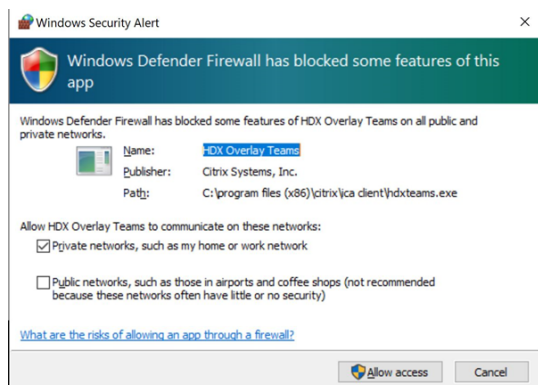 Windows Security Alert
Windows Defender Firewall has blocked some features of this
app
Windows Defender Firewall has blocked some features of HDX Overlay Teams on all public and
private networks.
Name: HDX Overlay Teams
Publisher: Citrix Systems, Inc.
Path: C:\program files (x86)\citrix\ica client\hdxteams.exe
Allow HDX Overlay Teams to communicate on these networks:
Private networks, such as my home or work network
Public networks, such as those in airports and coffee shops (not recommended
because these networks often have little or no security)
What are the risks of allowing an app through a firewall?
Allow access Cancel